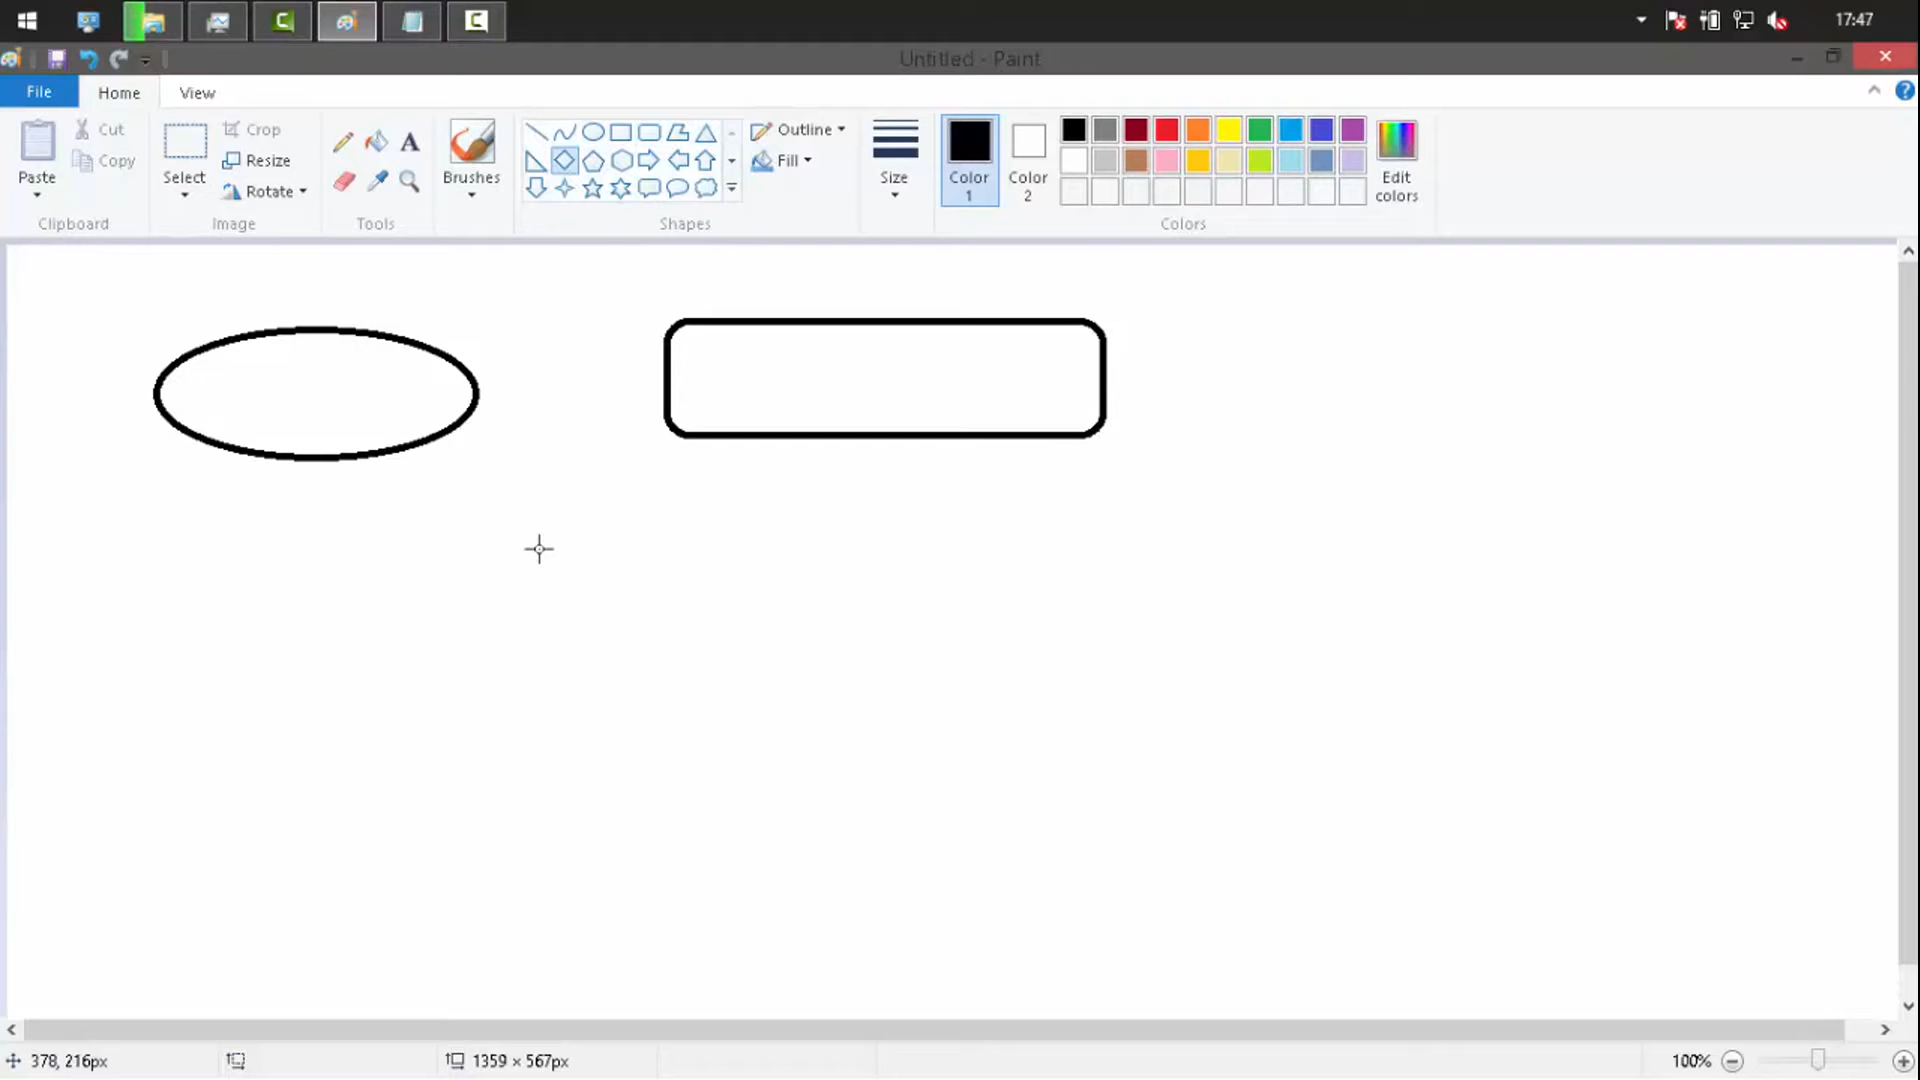 17:47
Untitled - Paint
File Home View
Paste
Cut
Copy
Clipboard
Select
Crop
Resize
Rotate
Image
A
Tools
Brushes
Outline
Fill
Shapes
Size
Color 1
Color 2
Edit colors
Colors
378, 216px
1359 × 567px
100%